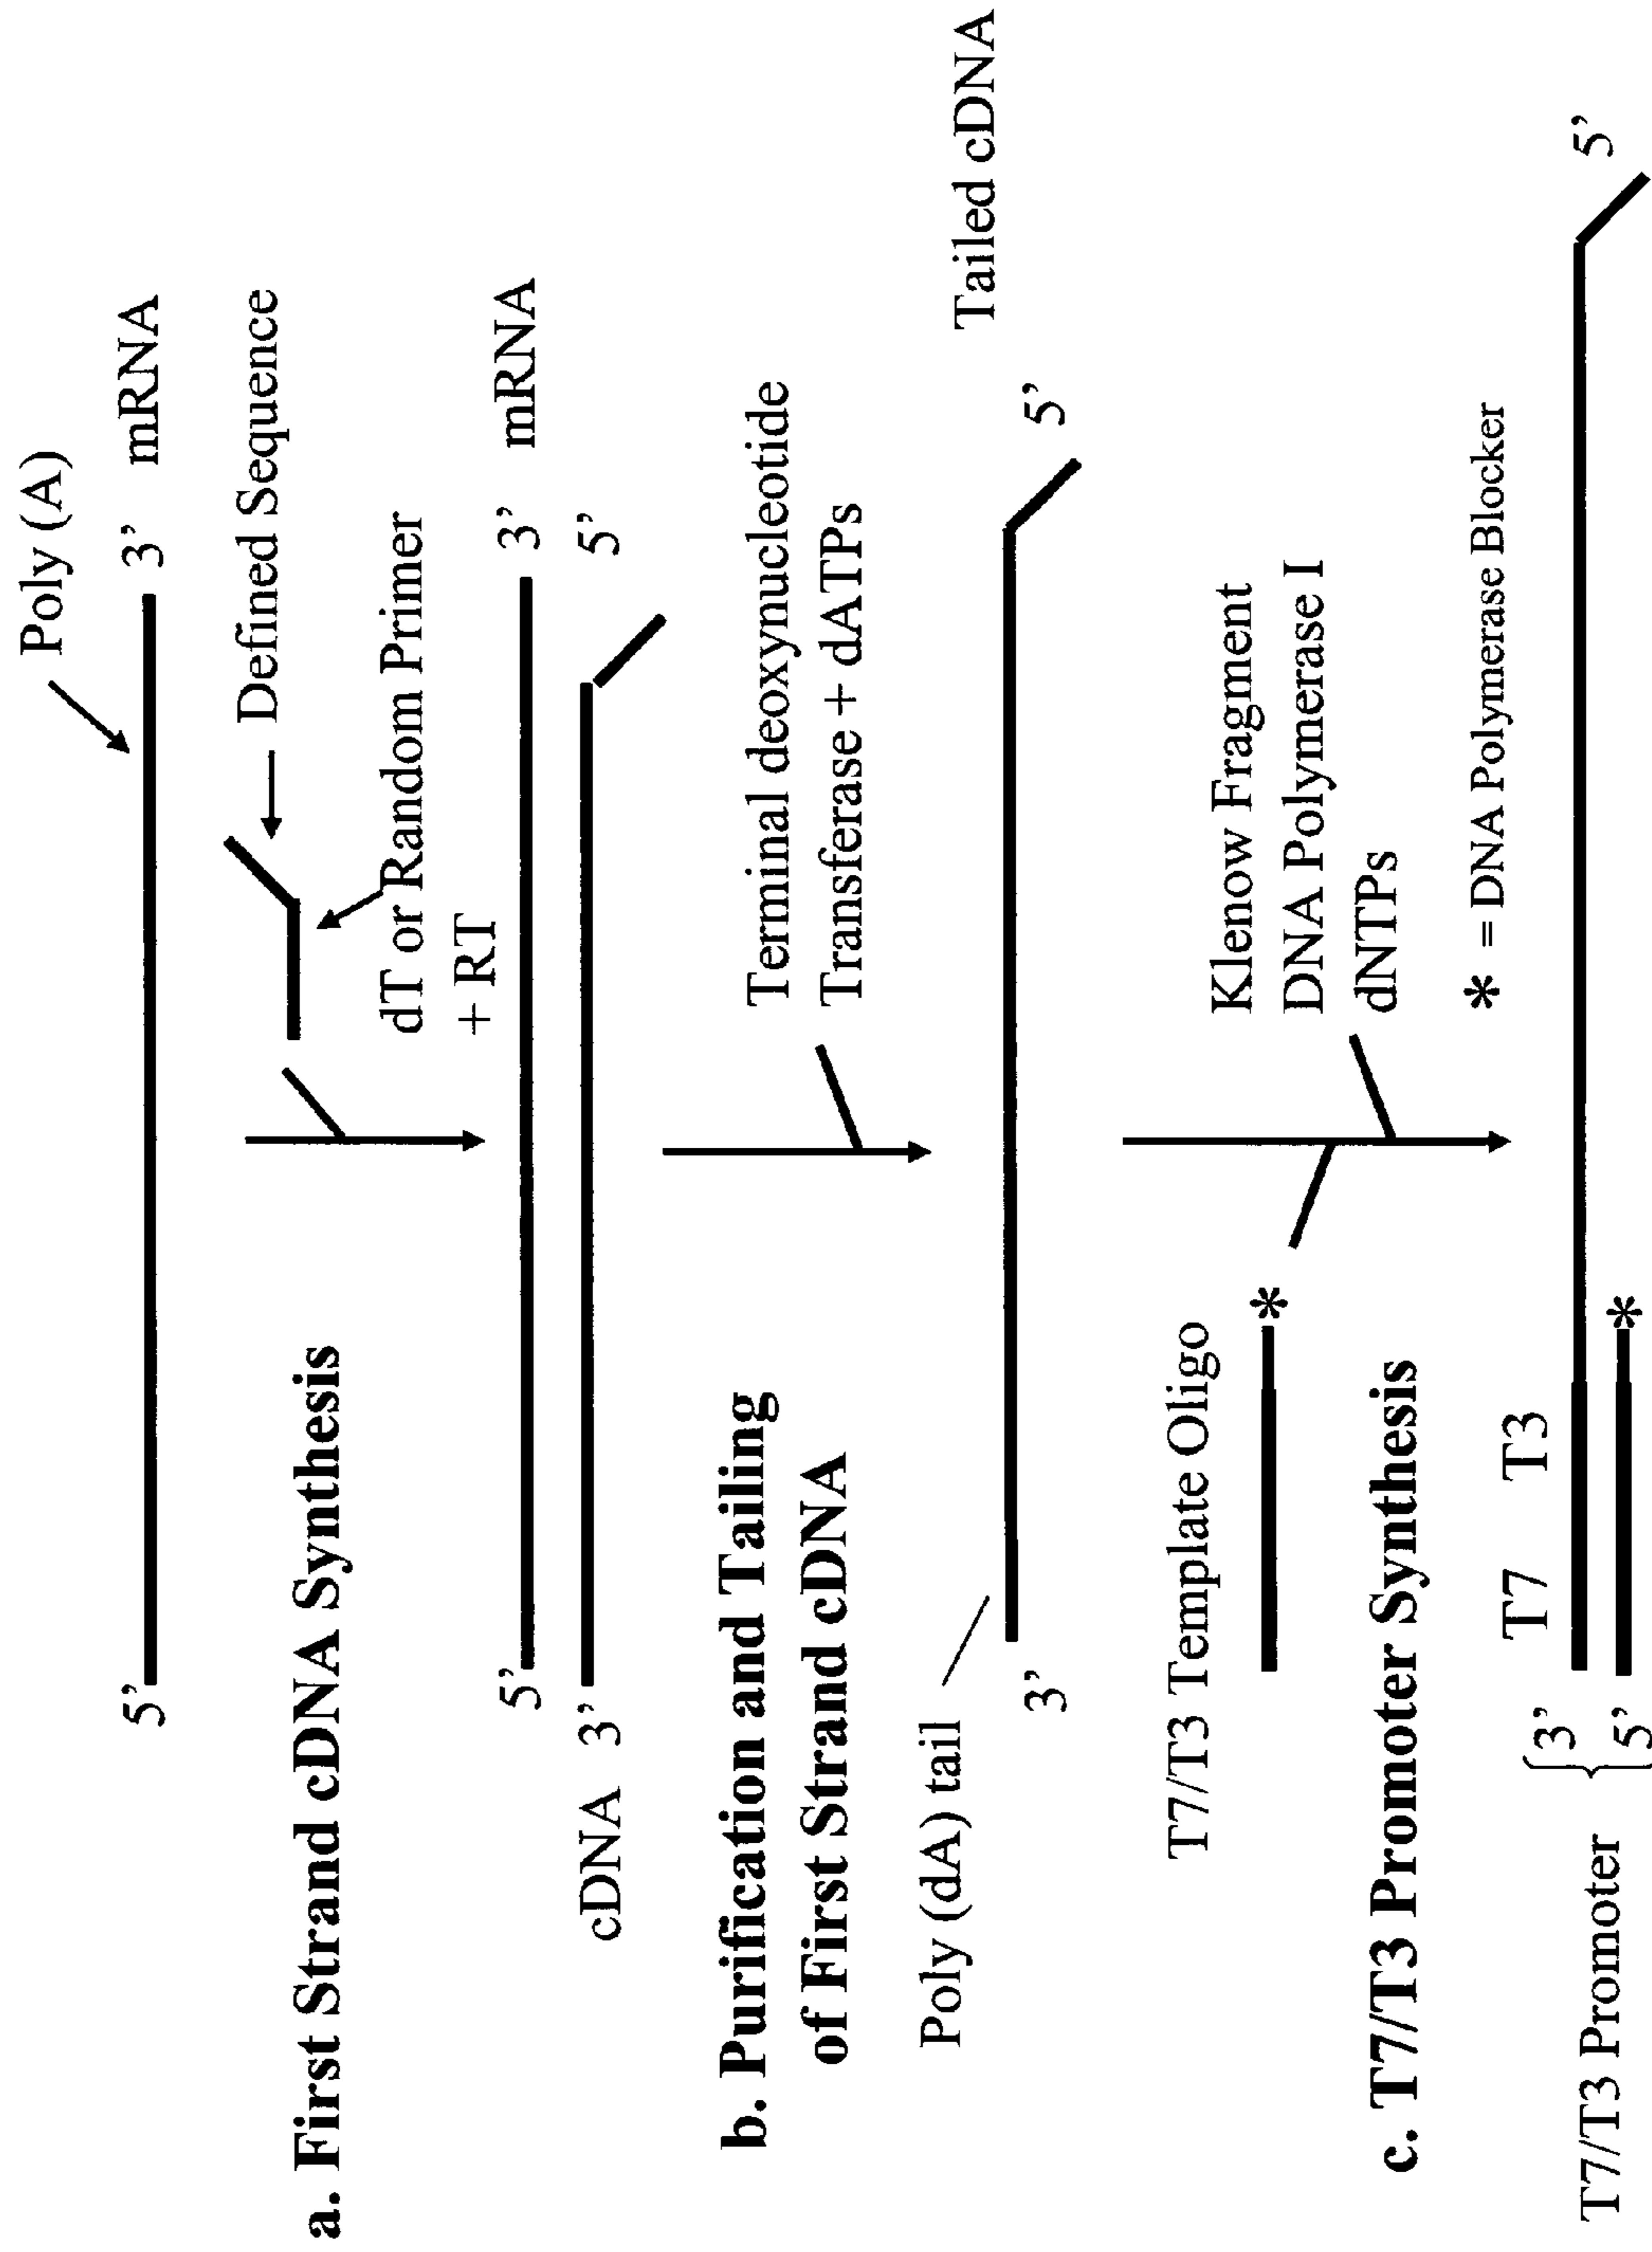 Poly (A)
5’ 3’ mRNA
Defined Sequence
a. First Strand cDNA Synthesis
dT or Random Primer
+ RT
5’ 3’ mRNA
cDNA 3’ 5’
b. Purification and Tailing
of First Strand cDNA
Terminal deoxynucleotide
Transferase + dATPs
Poly (dA) tail
Tailed cDNA
3’ 5’
T7/T3 Template Oligo
*
Klenow Fragment
DNA Polymerase I
dNTPs
c. T7/T3 Promoter Synthesis
* = DNA Polymerase Blocker
T7 T3
T7/T3 Promoter { 3’ 5’
5’ *